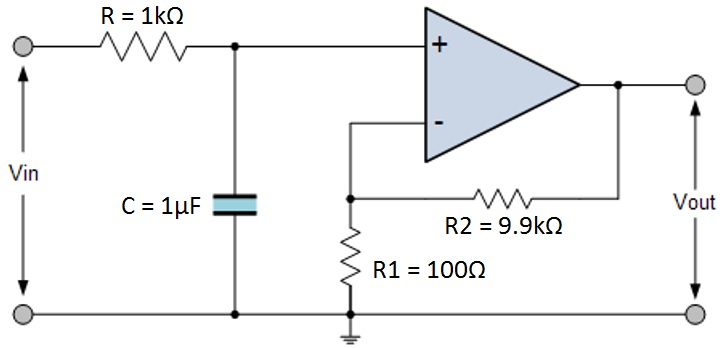 R = 1kΩ
+
-
Vin
C = 1µF
R2 = 9.9kΩ
Vout
R1 = 100Ω